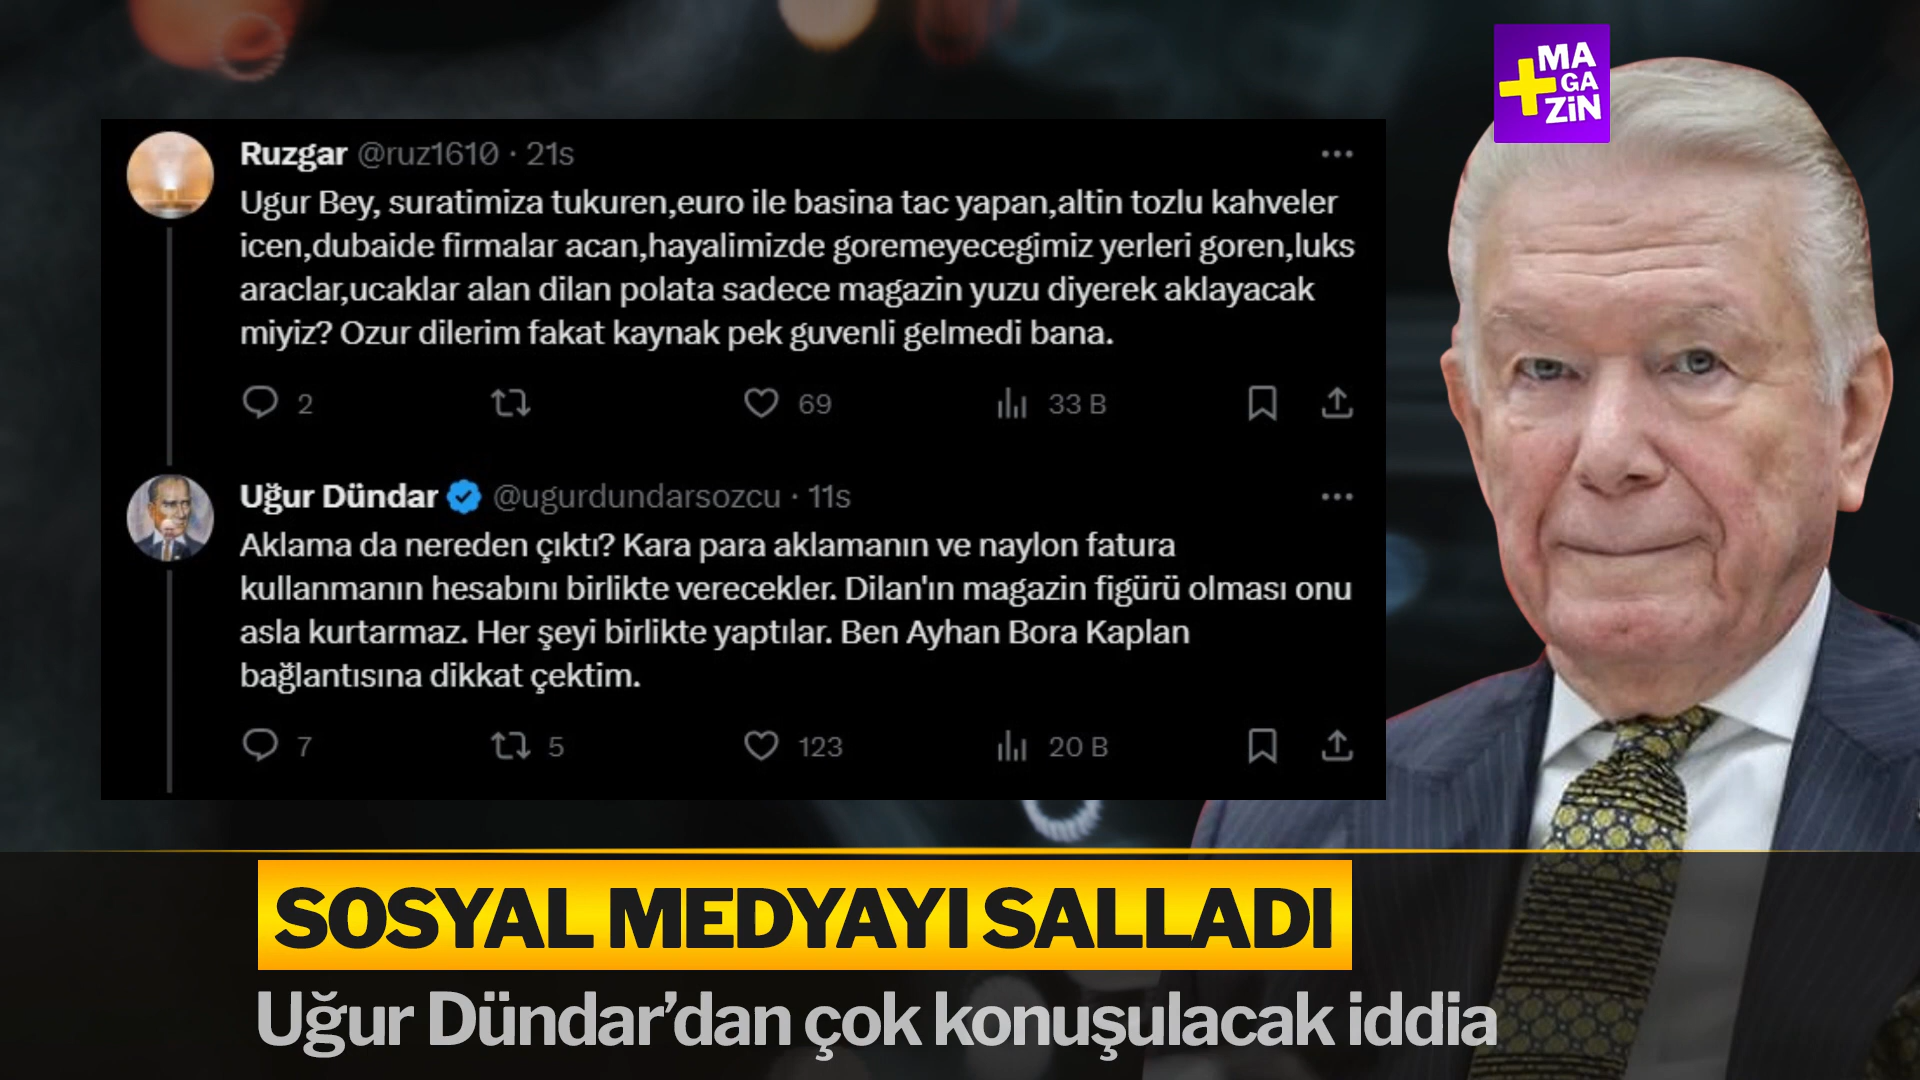 +MA
GA
ZİN
Ruzgar @ruz1610 · 21s
Ugur Bey, suratimiza tukuren,euro ile basina tac yapan,altin tozlu kahveler
icen,dubaide firmalar acan,hayalimizde goremeyecegimiz yerleri goren,luks
araclar,ucaklar alan dilan polata sadece magazin yuzu diyerek aklayacak
miyiz? Ozur dilerim fakat kaynak pek guvenli gelmedi bana.
2 69 33 B
Uğur Dündar @ugurdundarsozcu · 11s
Aklama da nereden çıktı? Kara para aklamanın ve naylon fatura
kullanmanın hesabını birlikte verecekler. Dilan'ın magazin figürü olması onu
asla kurtarmaz. Her şeyi birlikte yaptılar. Ben Ayhan Bora Kaplan
bağlantısına dikkat çektim.
7 5 123 20 B
SOSYAL MEDYAYI SALLADI
Uğur Dündar’dan çok konuşulacak iddia